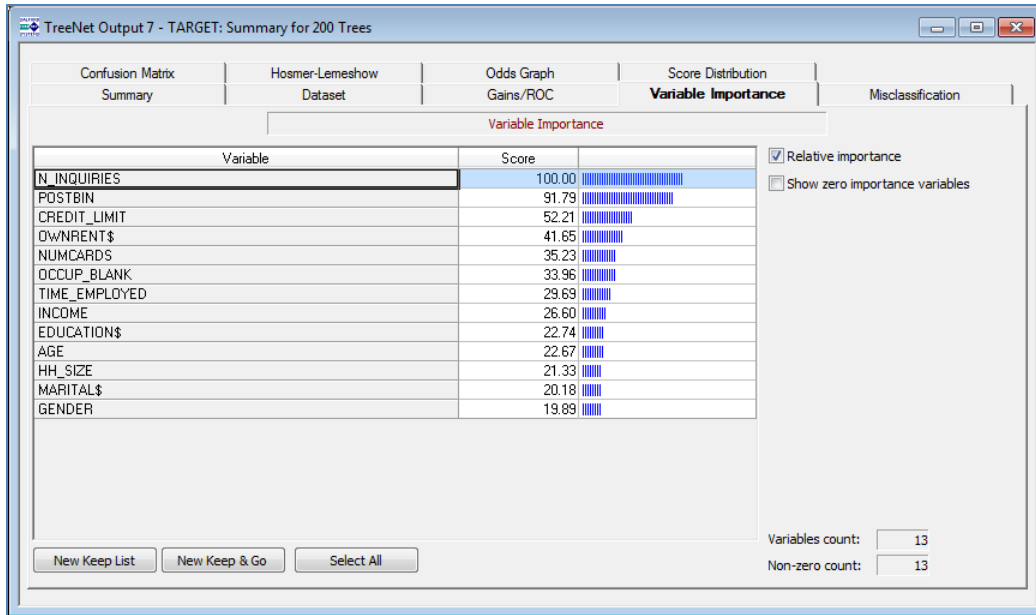 TreeNet Output 7 - TARGET: Summary for 200 Trees
Confusion Matrix Hosmer-Lemeshow Odds Graph Score Distribution
Summary Dataset Gains/ROC Variable Importance Misclassification
Variable Importance
Variable Score
N_INQUIRIES 100.00
POSTBIN 91.79
CREDIT_LIMIT 52.21
OWNRENT$ 41.65
NUMCARDS 35.23
OCCUP_BLANK 33.96
TIME_EMPLOYED 29.69
INCOME 26.60
EDUCATION$ 22.74
AGE 22.67
HH_SIZE 21.33
MARITAL$ 20.18
GENDER 19.89
Relative importance
Show zero importance variables
Variables count: 13
Non-zero count: 13
New Keep List New Keep & Go Select All